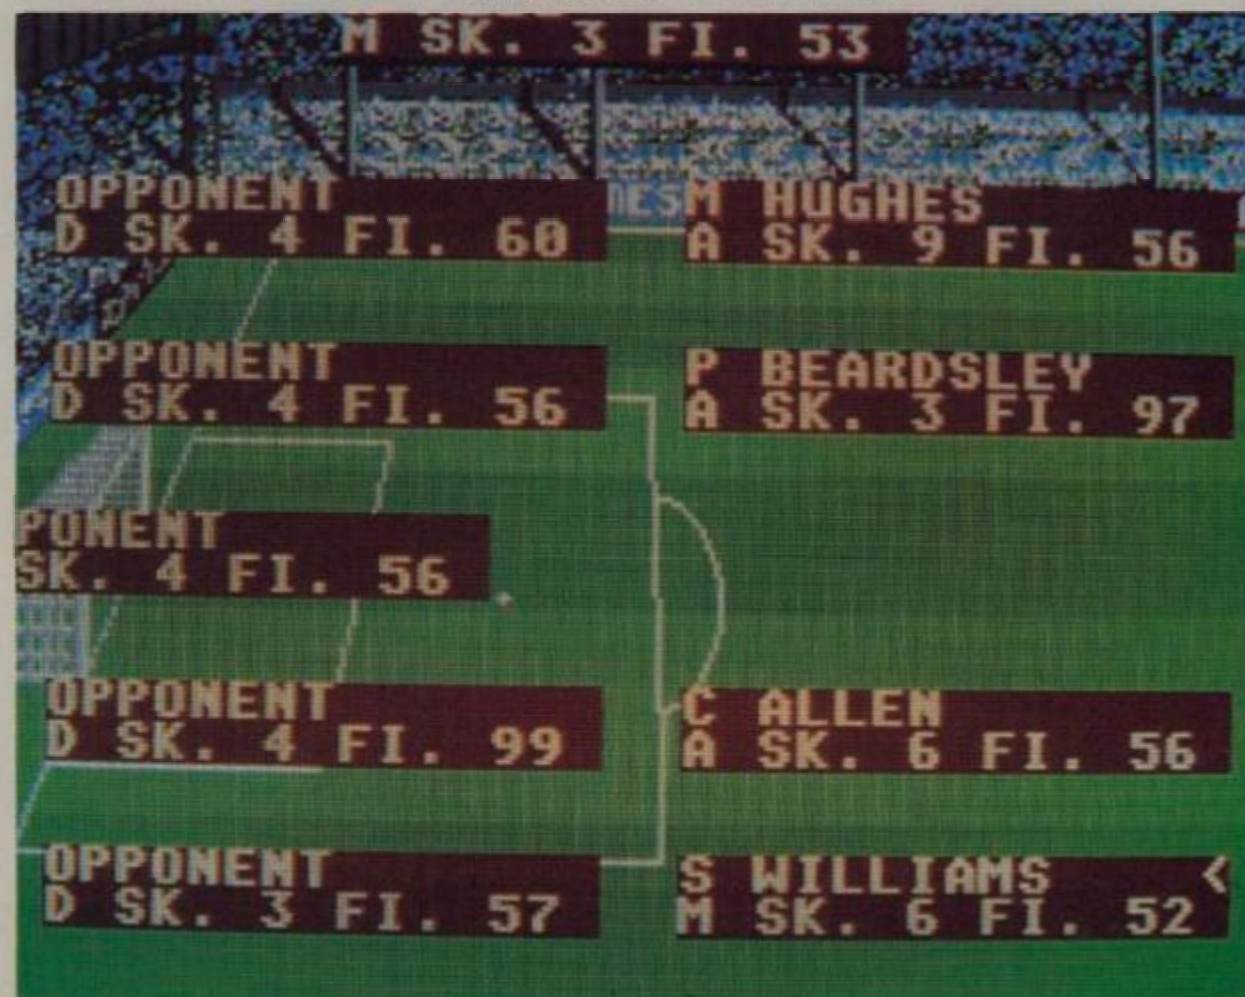 M SK. 3 FI. 53
OPPONENT
D SK. 4 FI. 60
M HUGHES
A SK. 9 FI. 56
OPPONENT
D SK. 4 FI. 56
P BEARDSLEY
A SK. 3 FI. 97
PONENT
SK. 4 FI. 56
OPPONENT
D SK. 4 FI. 99
C ALLEN
A SK. 6 FI. 56
OPPONENT
D SK. 3 FI. 57
S WILLIAMS <
M SK. 6 FI. 52